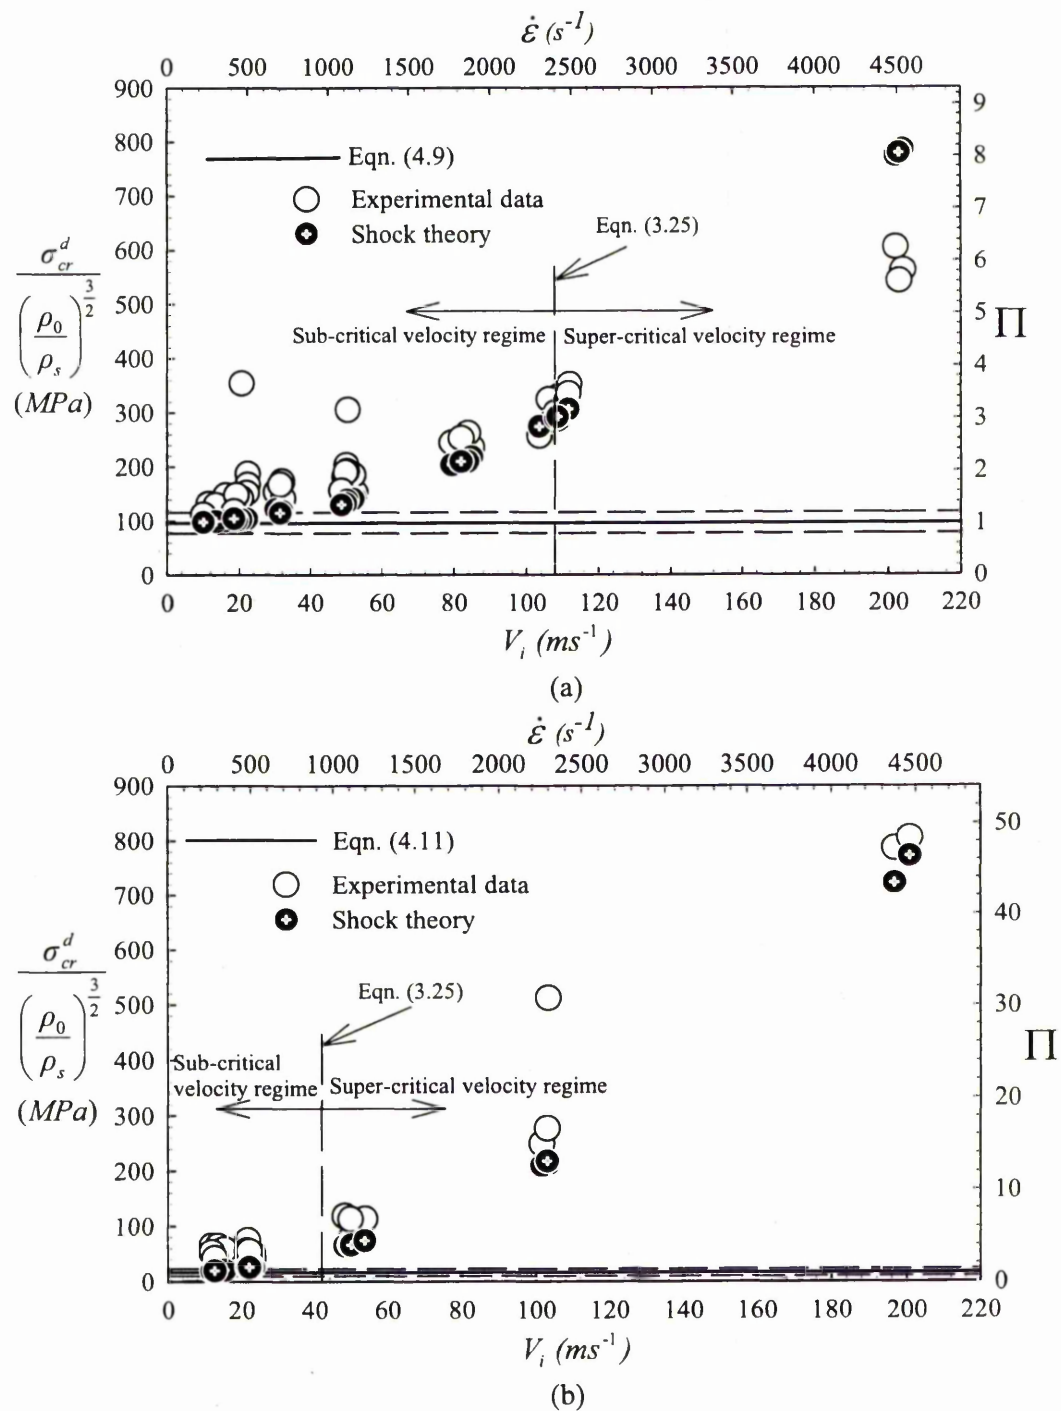 ε̇ (s⁻¹)
0 500 1000 1500 2000 2500 3000 3500 4000 4500
900
800
700
600
500
400
300
200
100
0
σᵈcr
(ρ₀/ρₛ)^3/2
(MPa)
Eqn. (4.9)
Experimental data
Shock theory
Eqn. (3.25)
Sub-critical velocity regime
Super-critical velocity regime
9
8
7
6
5
4
3
2
1
0
Π
0 20 40 60 80 100 120 140 160 180 200 220
Vᵢ (ms⁻¹)
(a)
ε̇ (s⁻¹)
0 500 1000 1500 2000 2500 3000 3500 4000 4500
900
800
700
600
500
400
300
200
100
0
σᵈcr
(ρ₀/ρₛ)^3/2
(MPa)
Eqn. (4.11)
Experimental data
Shock theory
Eqn. (3.25)
Sub-critical
velocity regime
Super-critical velocity regime
50
40
30
20
10
0
Π
0 20 40 60 80 100 120 140 160 180 200 220
Vᵢ (ms⁻¹)
(b)